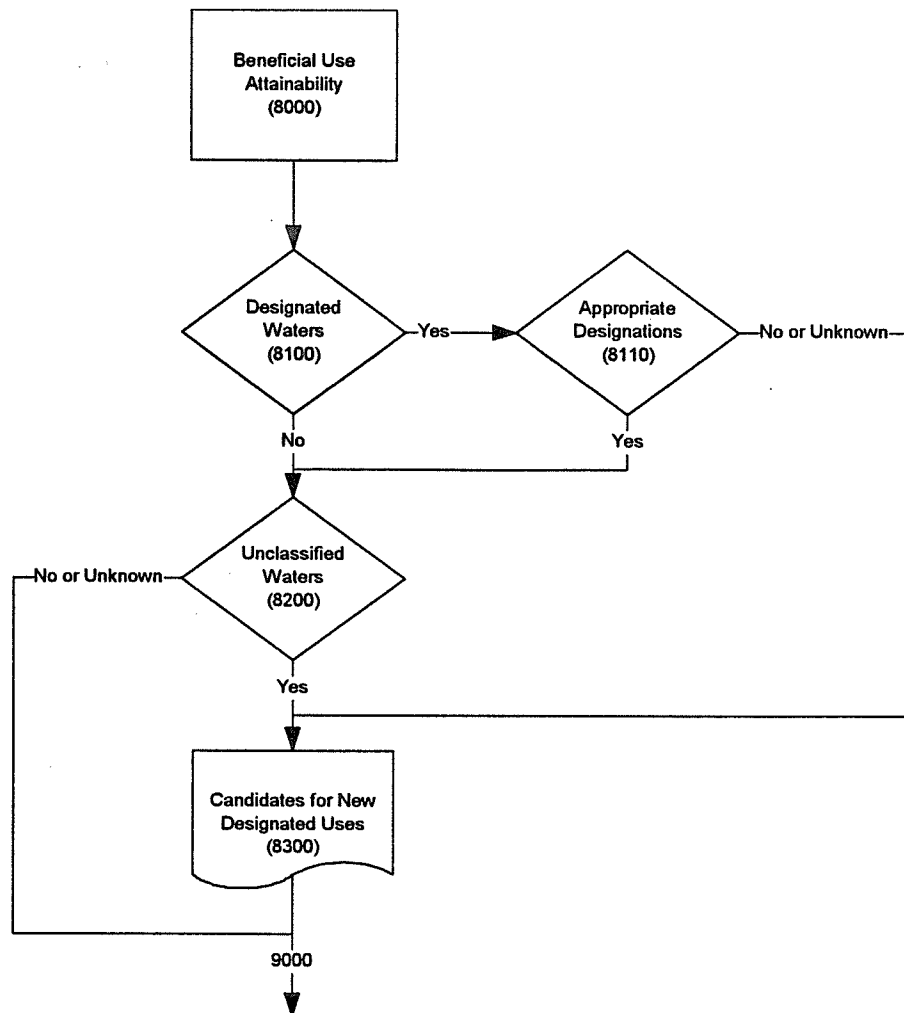 Beneficial Use
Attainability
(8000)
Designated
Waters
(8100)
Yes
Appropriate
Designations
(8110)
No or Unknown
No
Yes
Unclassified
Waters
(8200)
No or Unknown
Yes
Candidates for New
Designated Uses
(8300)
9000